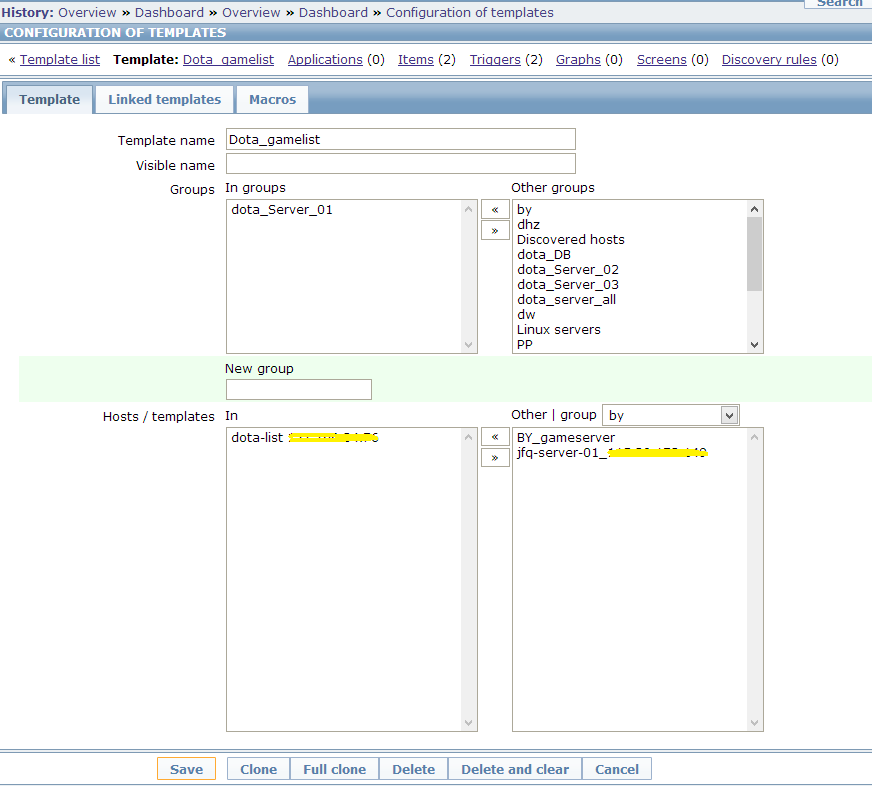 Search
History: Overview » Dashboard » Overview » Dashboard » Configuration of templates
CONFIGURATION OF TEMPLATES
« Template list Template: Dota_gamelist Applications (0) Items (2) Triggers (2) Graphs (0) Screens (0) Discovery rules (0)
Template Linked templates Macros
Template name Dota_gamelist
Visible name
Groups In groups Other groups
dota_Server_01 « by
» dhz
Discovered hosts
dota_DB
dota_Server_02
dota_Server_03
dota_server_all
dw
Linux servers
PP
New group
Hosts / templates In Other | group by
dota-list « BY_gameserver
» jfq-server-01_
Save Clone Full clone Delete Delete and clear Cancel